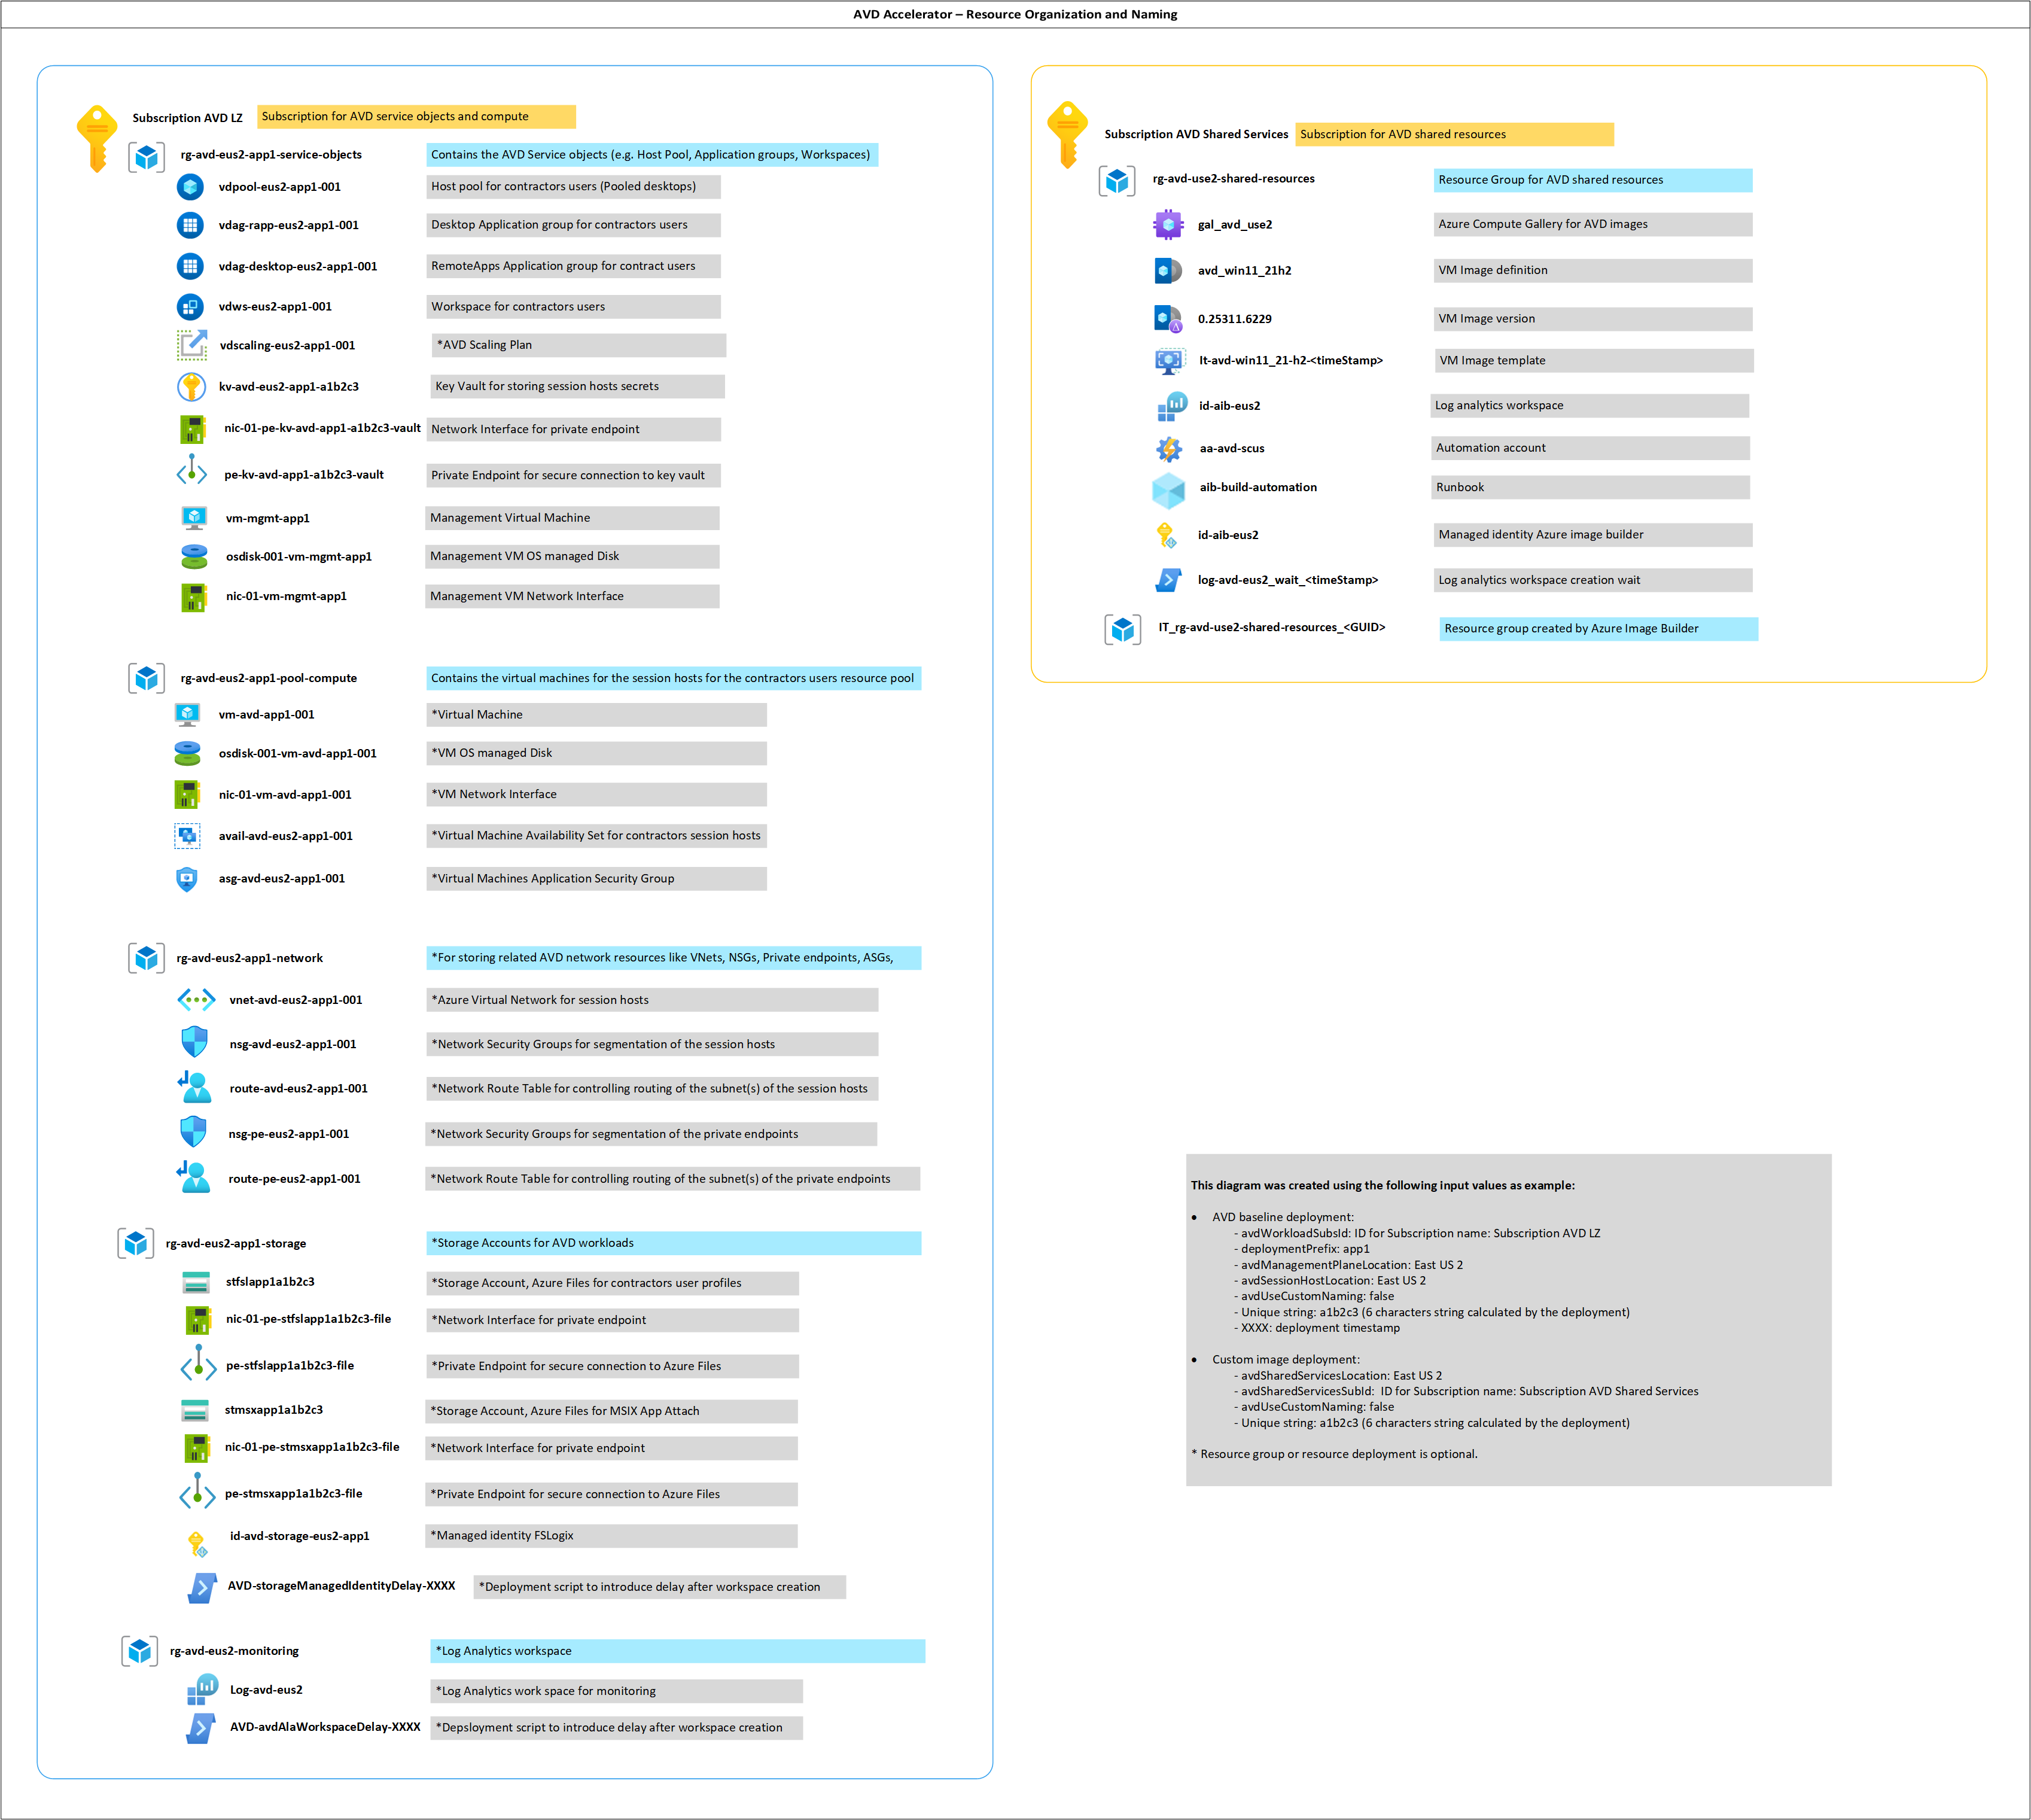 AVD Accelerator – Resource Organization and Naming
Subscription AVD LZ
Subscription for AVD service objects and compute
rg-avd-eus2-app1-service-objects
Contains the AVD Service objects (e.g. Host Pool, Application groups, Workspaces)
vdpool-eus2-app1-001
Host pool for contractors users (Pooled desktops)
vdag-rapp-eus2-app1-001
Desktop Application group for contractors users
vdag-desktop-eus2-app1-001
RemoteApps Application group for contract users
vdws-eus2-app1-001
Workspace for contractors users
vdscaling-eus2-app1-001
*AVD Scaling Plan
kv-avd-eus2-app1-a1b2c3
Key Vault for storing session hosts secrets
nic-01-pe-kv-avd-app1-a1b2c3-vault
Network Interface for private endpoint
pe-kv-avd-app1-a1b2c3-vault
Private Endpoint for secure connection to key vault
vm-mgmt-app1
Management Virtual Machine
osdisk-001-vm-mgmt-app1
Management VM OS managed Disk
nic-01-vm-mgmt-app1
Management VM Network Interface
rg-avd-eus2-app1-pool-compute
Contains the virtual machines for the session hosts for the contractors users resource pool
vm-avd-app1-001
*Virtual Machine
osdisk-001-vm-avd-app1-001
*VM OS managed Disk
nic-01-vm-avd-app1-001
*VM Network Interface
avail-avd-eus2-app1-001
*Virtual Machine Availability Set for contractors session hosts
asg-avd-eus2-app1-001
*Virtual Machines Application Security Group
rg-avd-eus2-app1-network
*For storing related AVD network resources like VNets, NSGs, Private endpoints, ASGs,
vnet-avd-eus2-app1-001
*Azure Virtual Network for session hosts
nsg-avd-eus2-app1-001
*Network Security Groups for segmentation of the session hosts
route-avd-eus2-app1-001
*Network Route Table for controlling routing of the subnet(s) of the session hosts
nsg-pe-eus2-app1-001
*Network Security Groups for segmentation of the private endpoints
route-pe-eus2-app1-001
*Network Route Table for controlling routing of the subnet(s) of the private endpoints
rg-avd-eus2-app1-storage
*Storage Accounts for AVD workloads
stfslapp1a1b2c3
*Storage Account, Azure Files for contractors user profiles
nic-01-pe-stfslapp1a1b2c3-file
*Network Interface for private endpoint
pe-stfslapp1a1b2c3-file
*Private Endpoint for secure connection to Azure Files
stmsxapp1a1b2c3
*Storage Account, Azure Files for MSIX App Attach
nic-01-pe-stmsxapp1a1b2c3-file
*Network Interface for private endpoint
pe-stmsxapp1a1b2c3-file
*Private Endpoint for secure connection to Azure Files
id-avd-storage-eus2-app1
*Managed identity FSLogix
AVD-storageManagedIdentityDelay-XXXX
*Deployment script to introduce delay after workspace creation
rg-avd-eus2-monitoring
*Log Analytics workspace
Log-avd-eus2
*Log Analytics work space for monitoring
AVD-avdAlaWorkspaceDelay-XXXX
*Depsloyment script to introduce delay after workspace creation
Subscription AVD Shared Services
Subscription for AVD shared resources
rg-avd-use2-shared-resources
Resource Group for AVD shared resources
gal_avd_use2
Azure Compute Gallery for AVD images
avd_win11_21h2
VM Image definition
0.25311.6229
VM Image version
It-avd-win11_21-h2-<timeStamp>
VM Image template
id-aib-eus2
Log analytics workspace
aa-avd-scus
Automation account
aib-build-automation
Runbook
id-aib-eus2
Managed identity Azure image builder
log-avd-eus2_wait_<timeStamp>
Log analytics workspace creation wait
IT_rg-avd-use2-shared-resources_<GUID>
Resource group created by Azure Image Builder
This diagram was created using the following input values as example:
• AVD baseline deployment:
- avdWorkloadSubsId: ID for Subscription name: Subscription AVD LZ
- deploymentPrefix: app1
- avdManagementPlaneLocation: East US 2
- avdSessionHostLocation: East US 2
- avdUseCustomNaming: false
- Unique string: a1b2c3 (6 characters string calculated by the deployment)
- XXXX: deployment timestamp
• Custom image deployment:
- avdSharedServicesLocation: East US 2
- avdSharedServicesSubId: ID for Subscription name: Subscription AVD Shared Services
- avdUseCustomNaming: false
- Unique string: a1b2c3 (6 characters string calculated by the deployment)
* Resource group or resource deployment is optional.